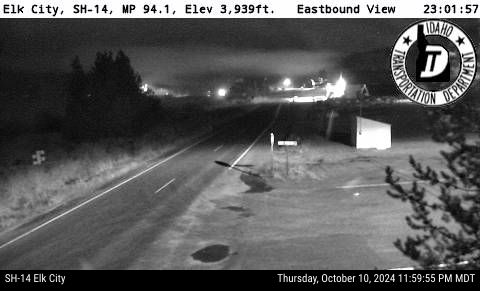 Elk City, SH-14, MP 94.1, Elev 3,939ft.   Eastbound View   23:01:57
IDAHO
TRANSPORTATION DEPARTMENT
SH-14 Elk City
Thursday, October 10, 2024 11:59:55 PM MDT